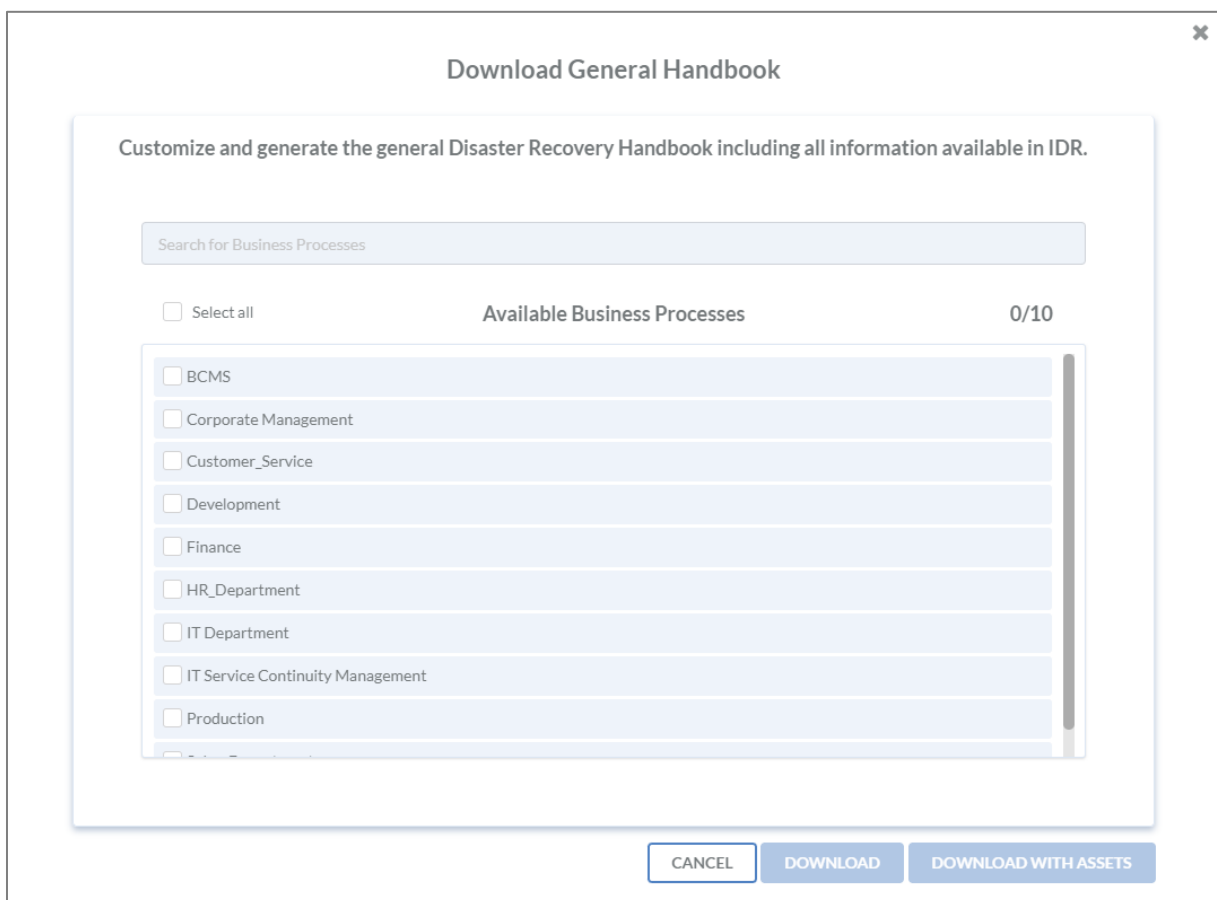 Download General Handbook
Customize and generate the general Disaster Recovery Handbook including all information available in IDR.
Search for Business Processes
Select all
Available Business Processes
0/10
BCMS
Corporate Management
Customer_Service
Development
Finance
HR_Department
IT Department
IT Service Continuity Management
Production
CANCEL
DOWNLOAD
DOWNLOAD WITH ASSETS